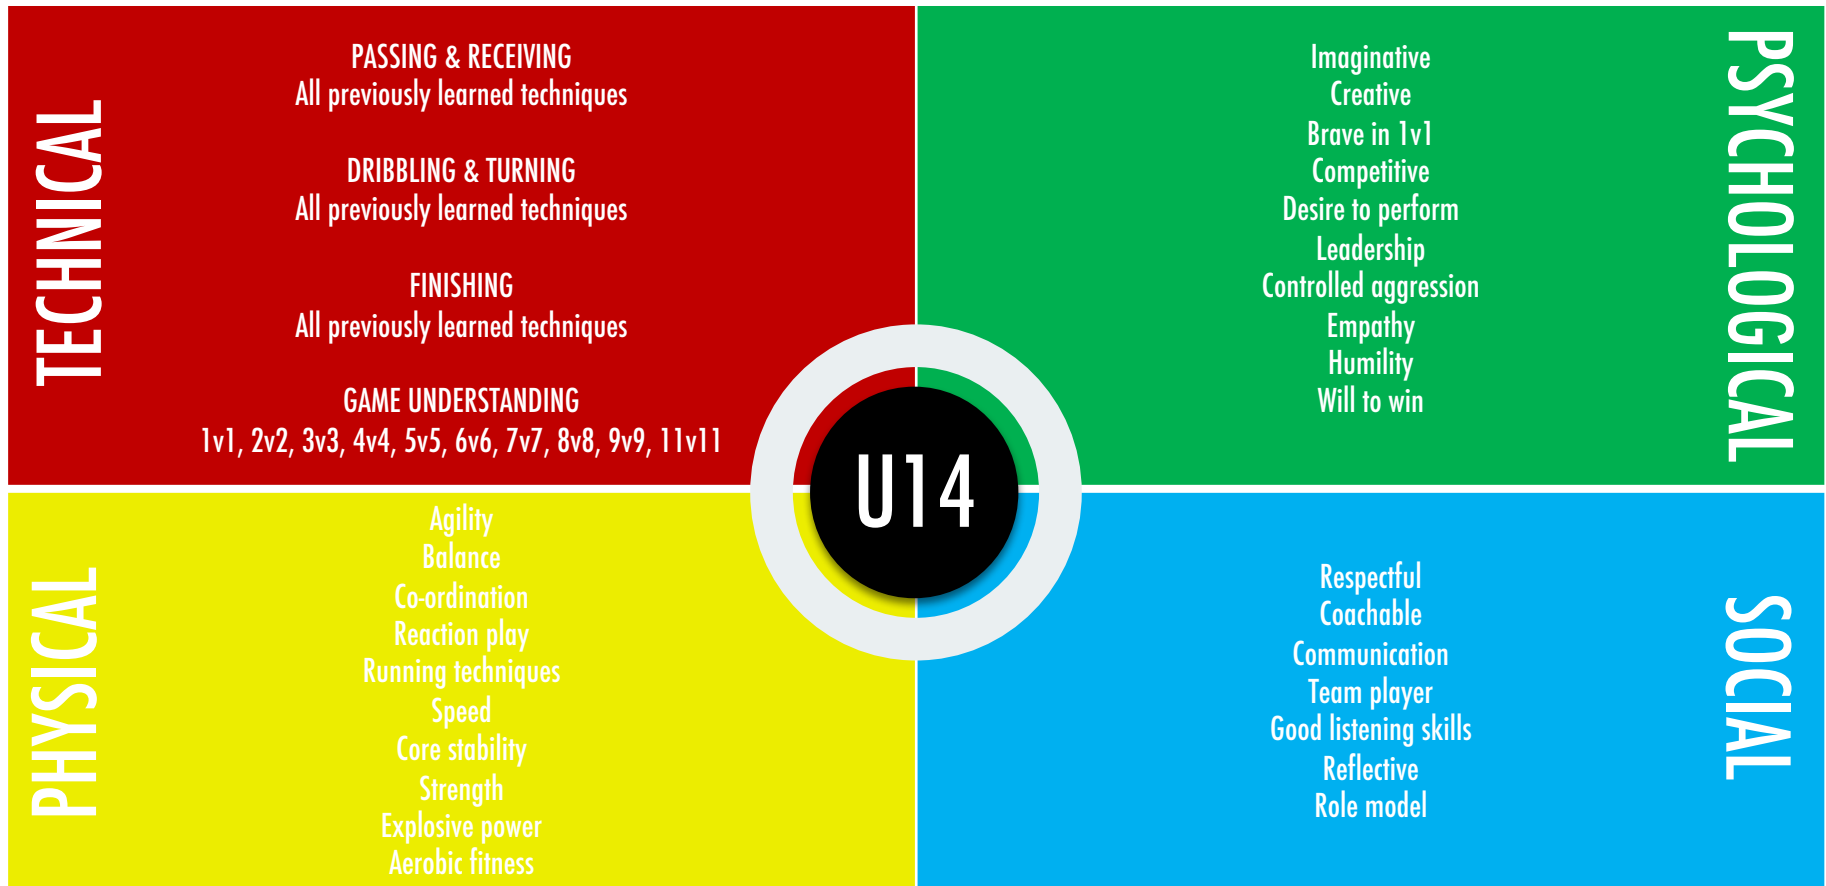 TECHNICAL
PASSING & RECEIVING
All previously learned techniques
DRIBBLING & TURNING
All previously learned techniques
FINISHING
All previously learned techniques
GAME UNDERSTANDING
1v1, 2v2, 3v3, 4v4, 5v5, 6v6, 7v7, 8v8, 9v9, 11v11
PSYCHOLOGICAL
Imaginative
Creative
Brave in 1v1
Competitive
Desire to perform
Leadership
Controlled aggression
Empathy
Humility
Will to win
U14
PHYSICAL
Agility
Balance
Co-ordination
Reaction play
Running techniques
Speed
Core stability
Strength
Explosive power
Aerobic fitness
SOCIAL
Respectful
Coachable
Communication
Team player
Good listening skills
Reflective
Role model